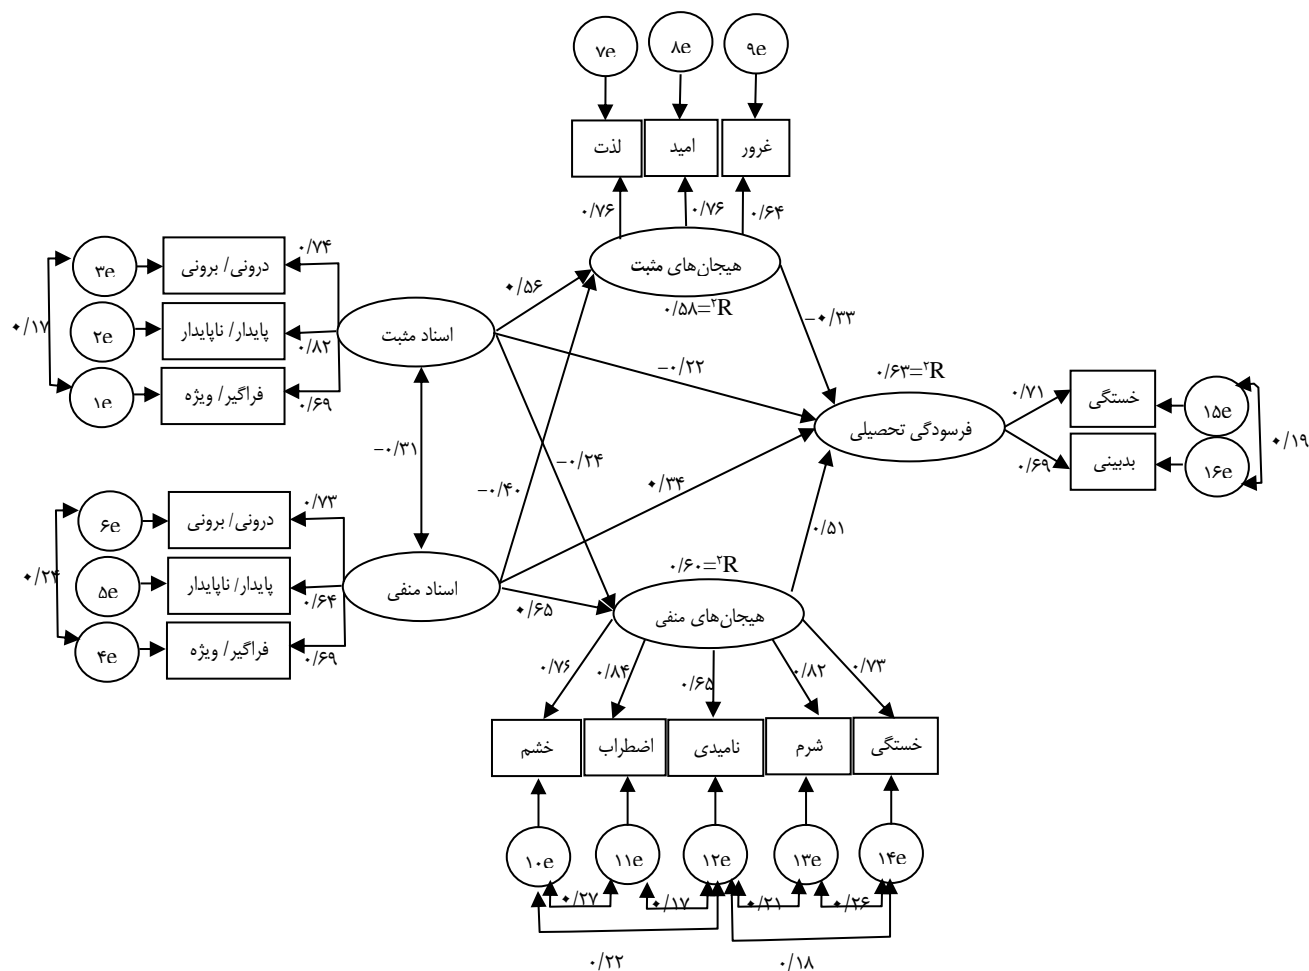 ۷e
۸e
۹e
لذت
امید
غرور
۰/۷۶
۰/۷۶
۰/۶۴
هیجان‌های مثبت
۰/۵۸=۲R
۳e
۲e
۱e
۰/۱۷
درونی/ برونی
پایدار/ ناپایدار
فراگیر/ ویژه
۰/۷۴
۰/۸۲
۰/۶۹
اسناد مثبت
۰/۵۶
−۰/۳۳
−۰/۲۲
۰/۶۳=۲R
فرسودگی تحصیلی
۰/۷۱
۰/۶۹
خستگی
بدبینی
۱۵e
۱۶e
۰/۱۹
−۰/۳۱
−۰/۲۴
−۰/۴۰
۰/۳۴
۰/۵۱
۶e
۵e
۴e
۰/۲۴
درونی/ برونی
پایدار/ ناپایدار
فراگیر/ ویژه
۰/۷۳
۰/۶۴
۰/۶۹
اسناد منفی
۰/۶۵
۰/۶۰=۲R
هیجان‌های منفی
۰/۷۶
۰/۸۴
۰/۶۵
۰/۸۲
۰/۷۳
خشم
اضطراب
نامیدی
شرم
خستگی
۱۰e
۱۱e
۱۲e
۱۳e
۱۴e
۰/۲۷
۰/۱۷
۰/۲۱
۰/۲۶
۰/۲۲
۰/۱۸